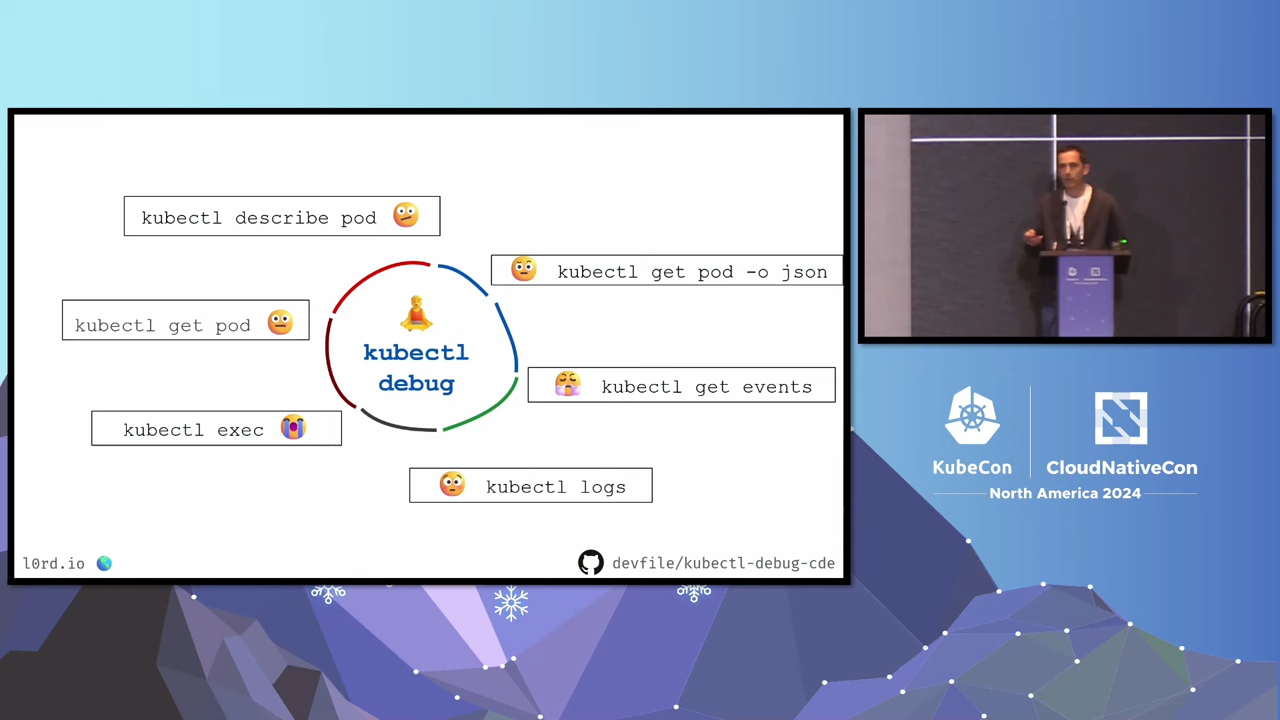 kubectl describe pod
kubectl get pod -o json
kubectl get pod
kubectl
debug
kubectl get events
kubectl exec
kubectl logs
l0rd.io
devfile/kubectl-debug-cde
KubeCon
CloudNativeCon
North America 2024